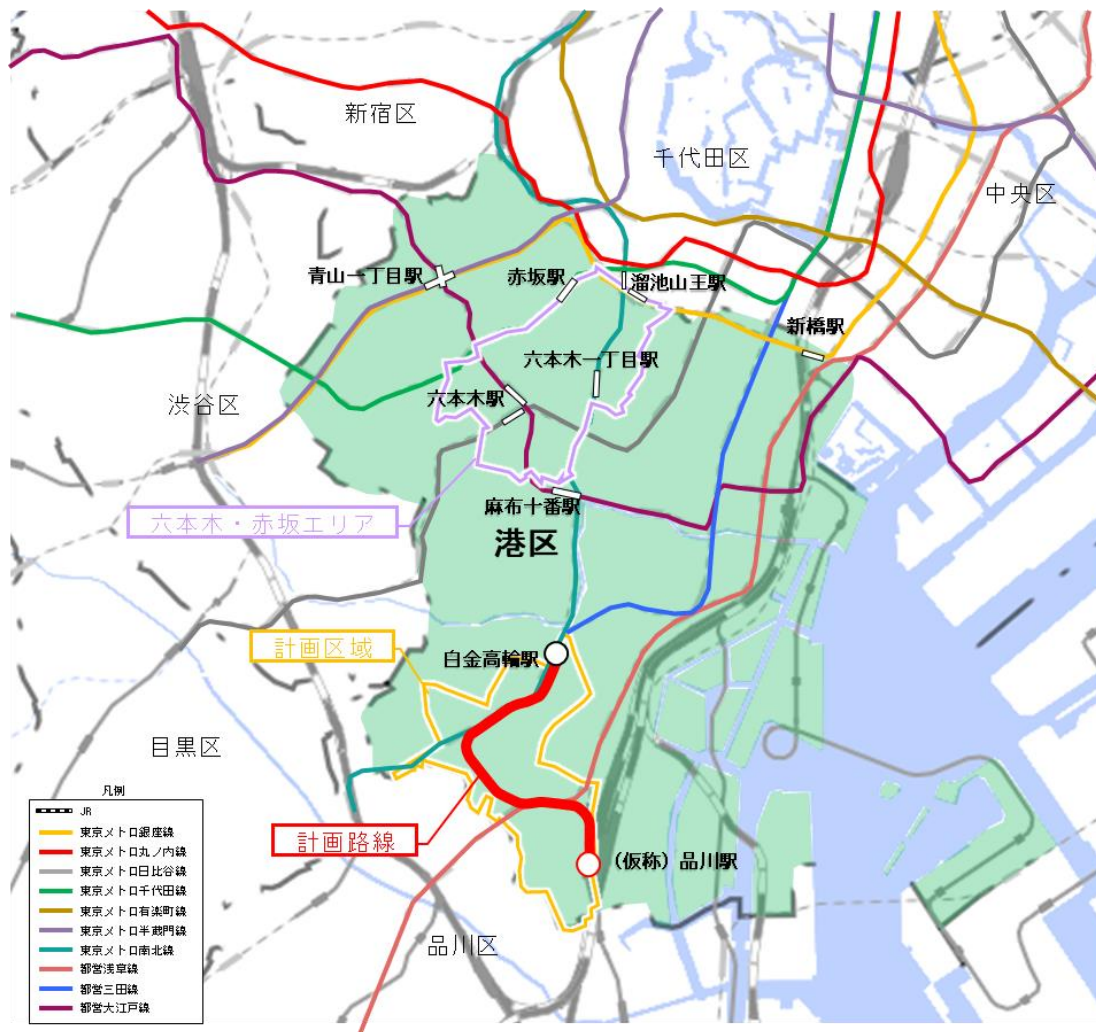 新宿区
千代田区
中央区
青山一丁目駅
赤坂駅
溜池山王駅
新橋駅
六本木一丁目駅
六本木駅
渋谷区
麻布十番駅
六本木・赤坂エリア
港区
計画区域
白金高輪駅
目黒区
計画路線
(仮称)品川駅
品川区
凡例
JR
東京メトロ銀座線
東京メトロ丸ノ内線
東京メトロ日比谷線
東京メトロ千代田線
東京メトロ有楽町線
東京メトロ半蔵門線
東京メトロ南北線
都営浅草線
都営三田線
都営大江戸線